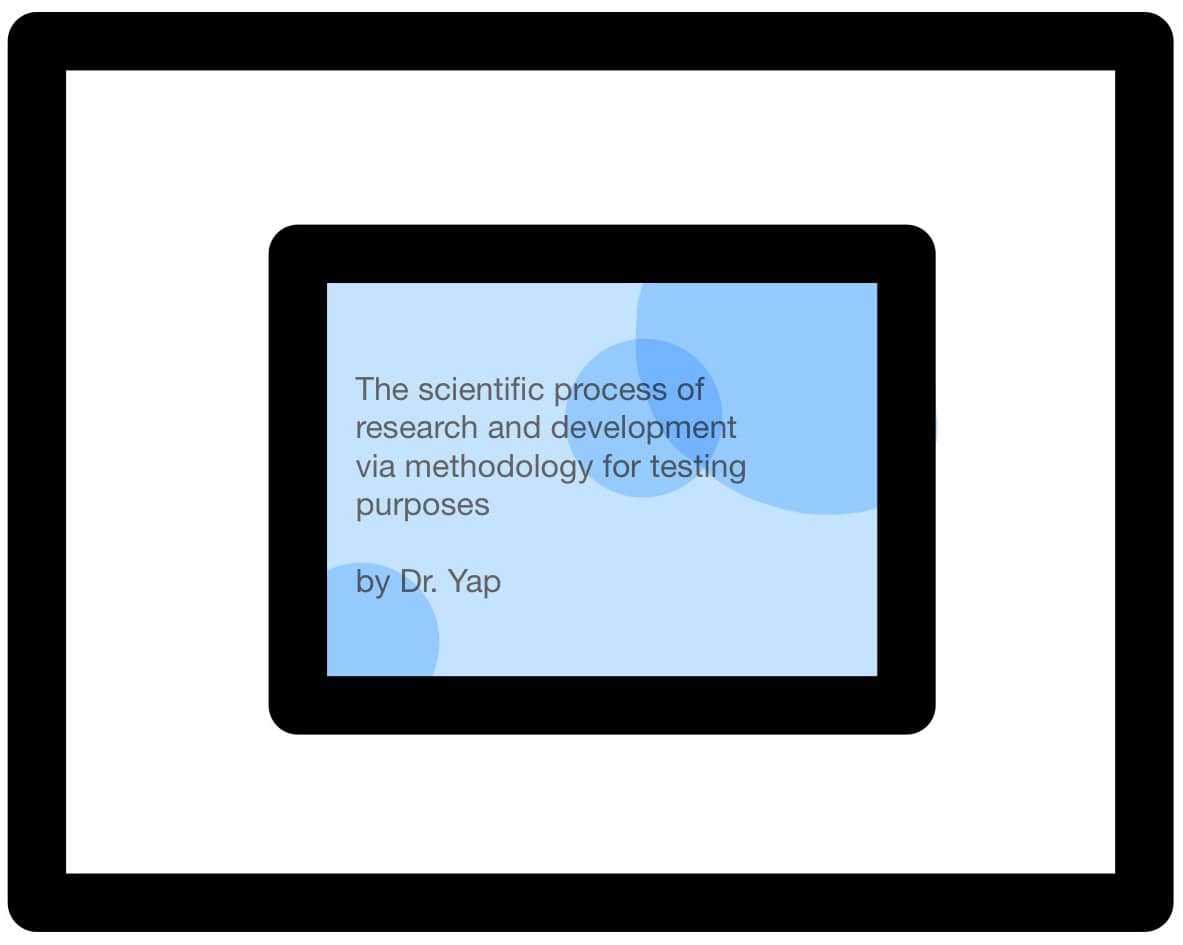 The scientific process of
research and development
via methodology for testing
purposes
by Dr. Yap